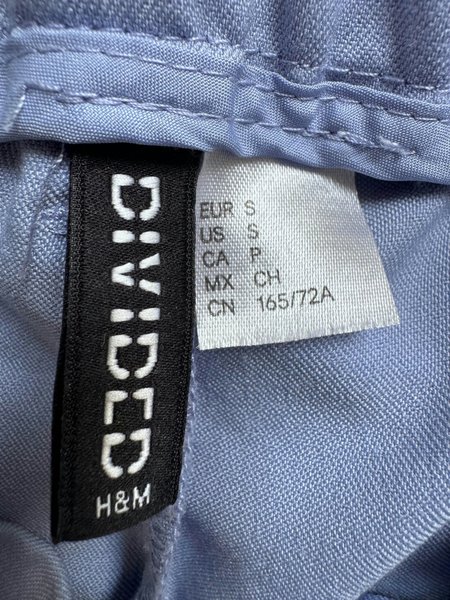 DIVIDED
H&M
EUR S
US S
CA P
MX CH
CN 165/72A